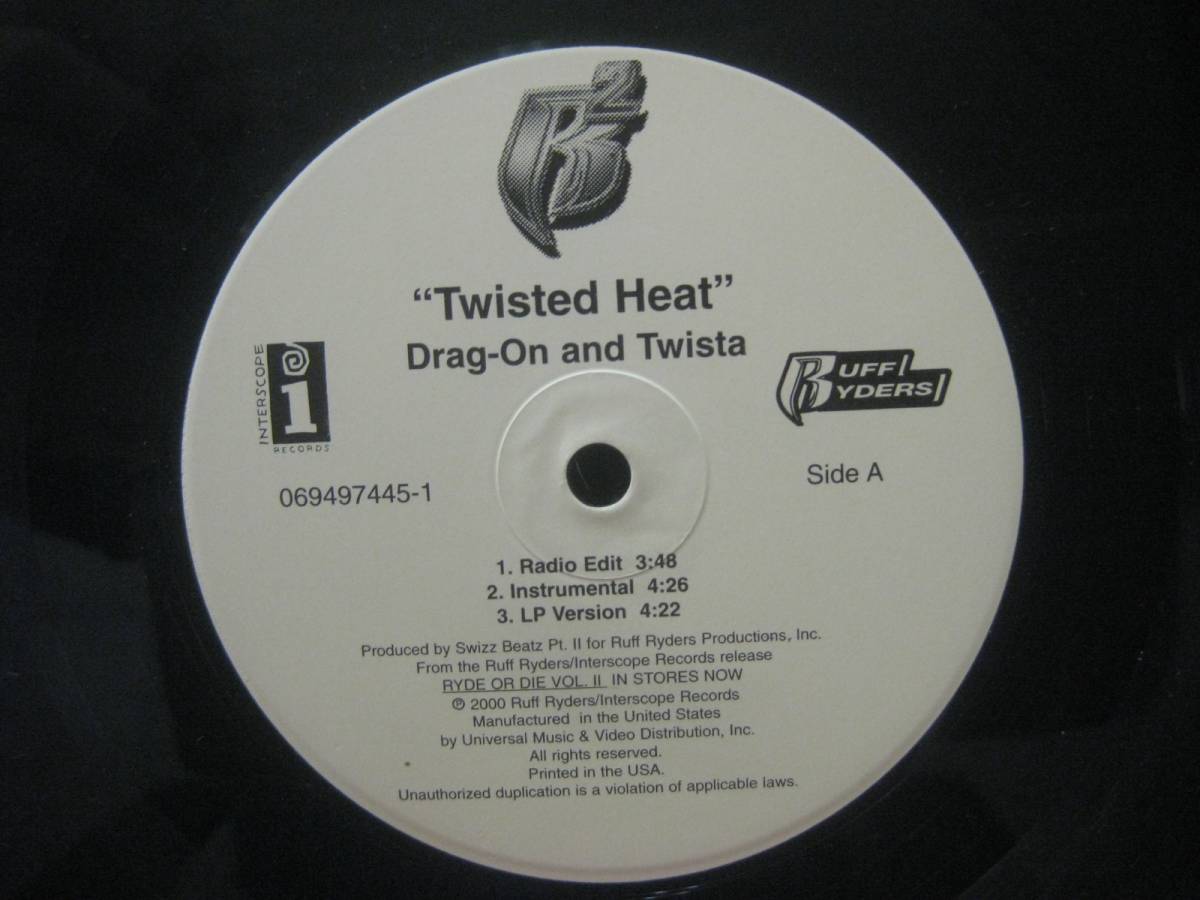 R2
“Twisted Heat”
Drag-On and Twista
INTERSCOPE
i
RECORDS
RUFF
RYDERS
069497445-1
Side A
1. Radio Edit 3:48
2. Instrumental 4:26
3. LP Version 4:22
Produced by Swizz Beatz Pt. II for Ruff Ryders Productions, Inc.
From the Ruff Ryders/Interscope Records release
RYDE OR DIE VOL. II IN STORES NOW
℗ 2000 Ruff Ryders/Interscope Records
Manufactured in the United States
by Universal Music & Video Distribution, Inc.
All rights reserved.
Printed in the USA.
Unauthorized duplication is a violation of applicable laws.